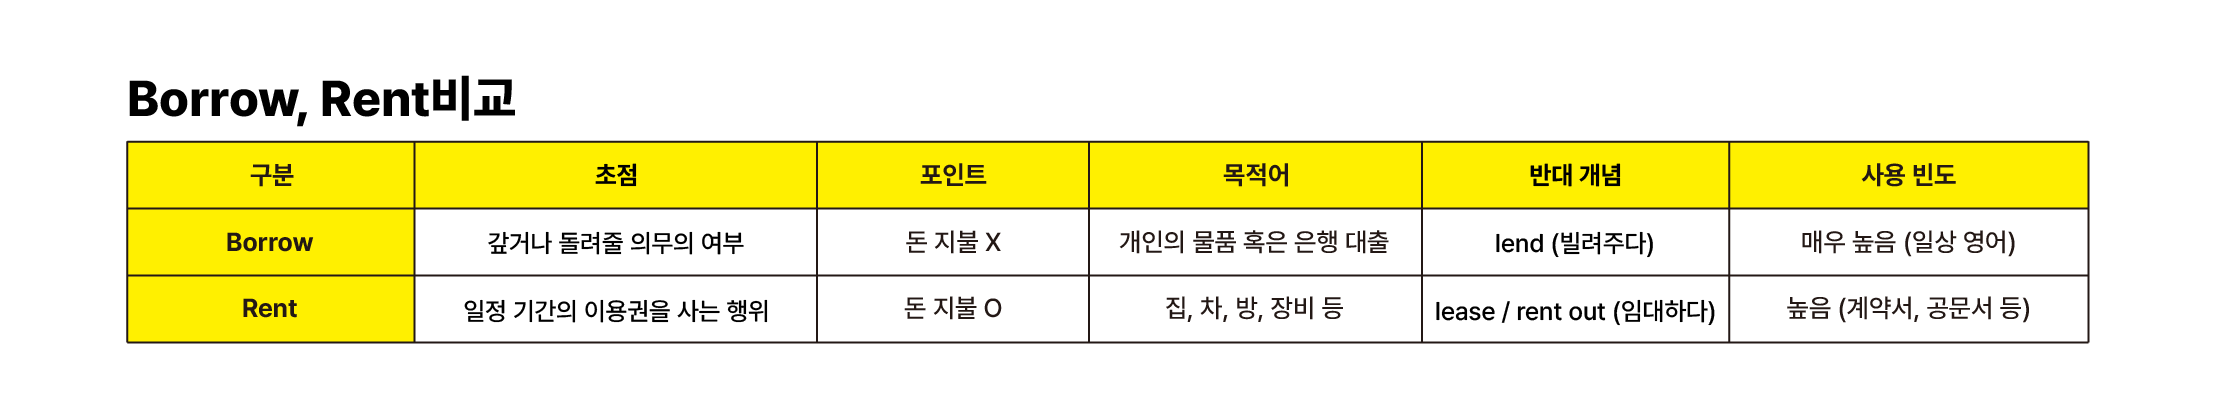 Borrow, Rent비교
구분 초점 포인트 목적어 반대 개념 사용 빈도
Borrow 갚거나 돌려줄 의무의 여부 돈 지불 X 개인의 물품 혹은 은행 대출 lend (빌려주다) 매우 높음 (일상 영어)
Rent 일정 기간의 이용권을 사는 행위 돈 지불 O 집, 차, 방, 장비 등 lease / rent out (임대하다) 높음 (계약서, 공문서 등)